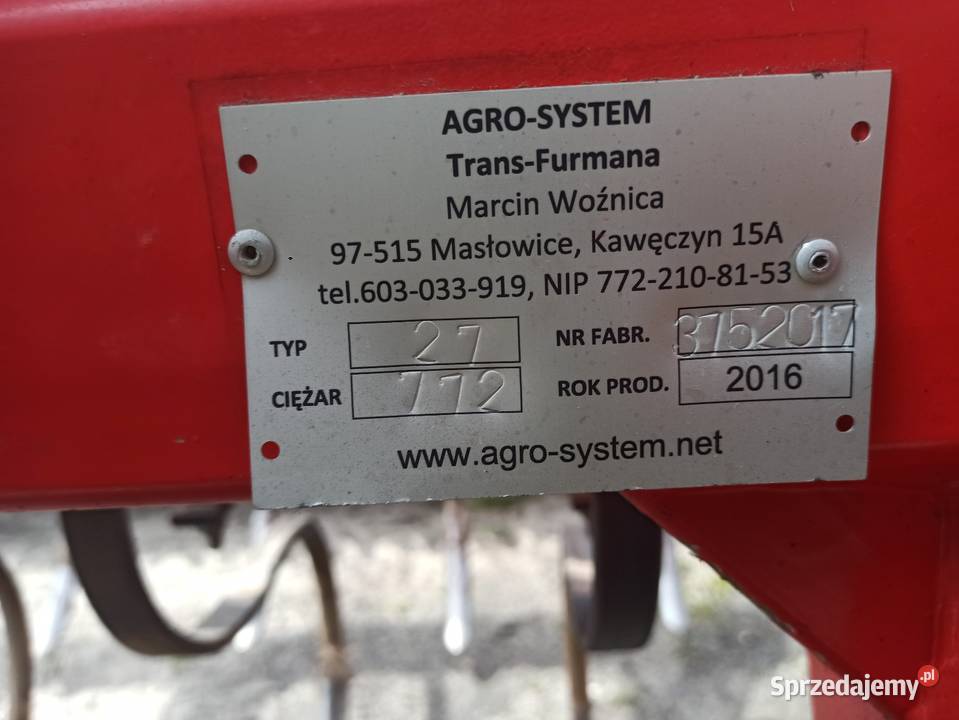 AGRO-SYSTEM
Trans-Furmana
Marcin Woźnica
97-515 Masłowice, Kawęczyn 15A
tel.603-033-919, NIP 772-210-81-53
TYP 27 NR FABR. 3752017
CIĘŻAR 772 ROK PROD. 2016
www.agro-system.net
Sprzedajemy.pl